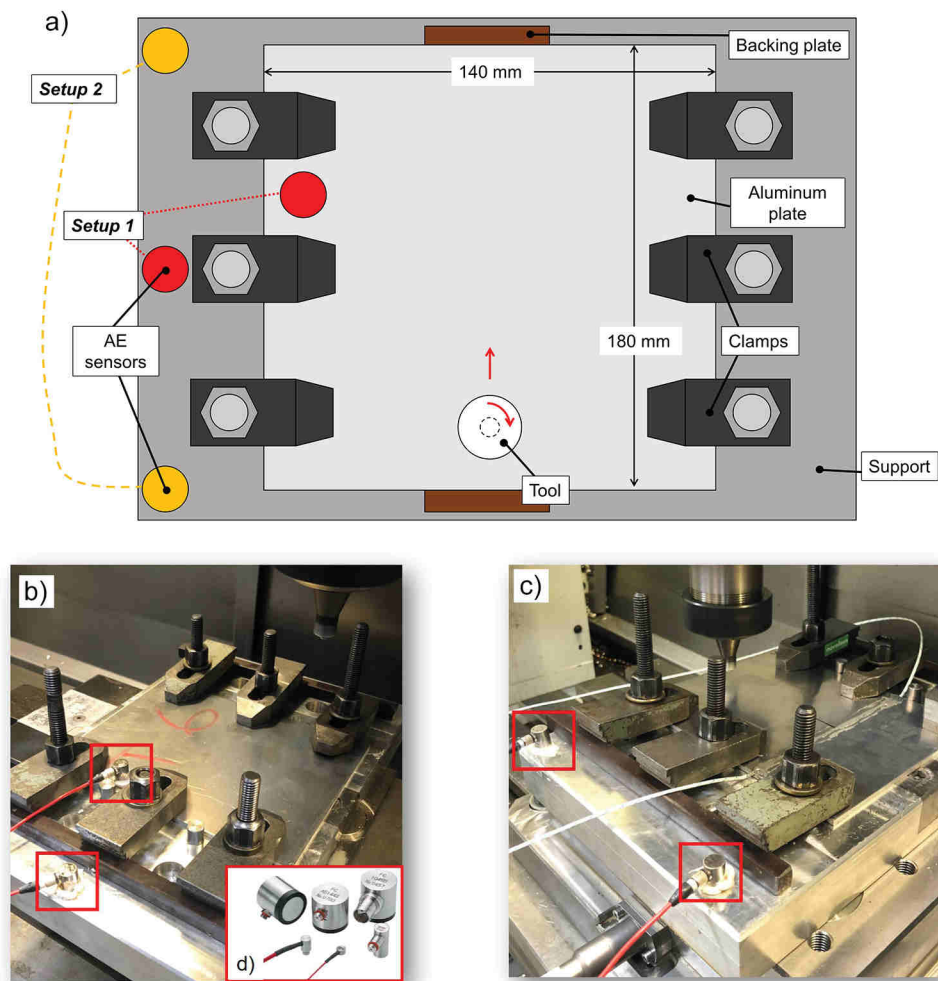 a)
Backing plate
140 mm
Setup 2
Aluminum
plate
Setup 1
AE
sensors
180 mm
Clamps
Support
Tool
b)
c)
d)